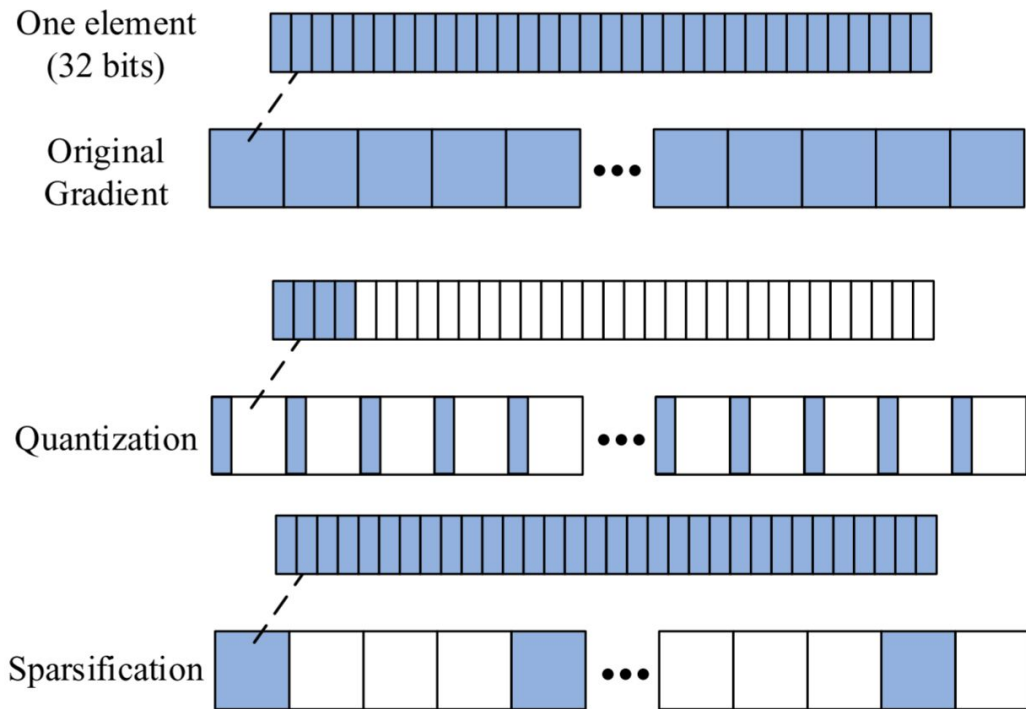 One element
(32 bits)
Original
Gradient
Quantization
Sparsification